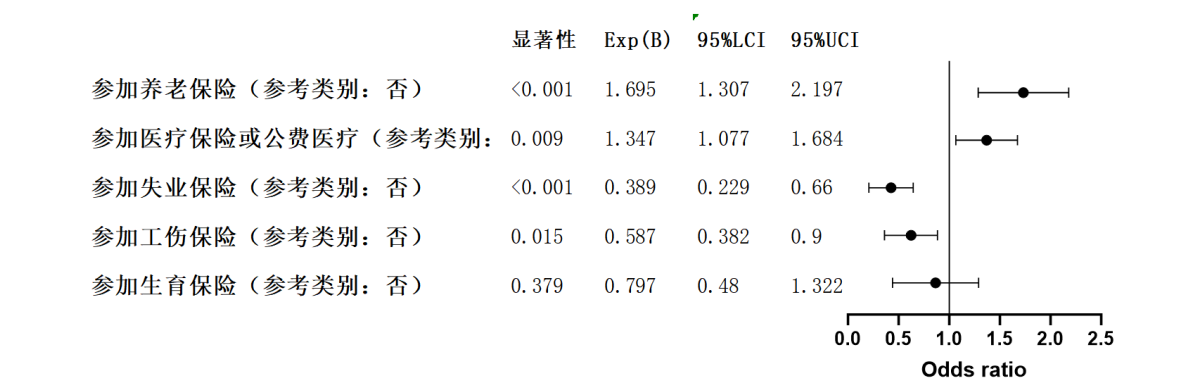 显著性 Exp(B) 95%LCI 95%UCI
参加养老保险（参考类别：否） <0.001 1.695 1.307 2.197
参加医疗保险或公费医疗（参考类别： 0.009 1.347 1.077 1.684
参加失业保险（参考类别：否） <0.001 0.389 0.229 0.66
参加工伤保险（参考类别：否） 0.015 0.587 0.382 0.9
参加生育保险（参考类别：否） 0.379 0.797 0.48 1.322
0.0 0.5 1.0 1.5 2.0 2.5
Odds ratio